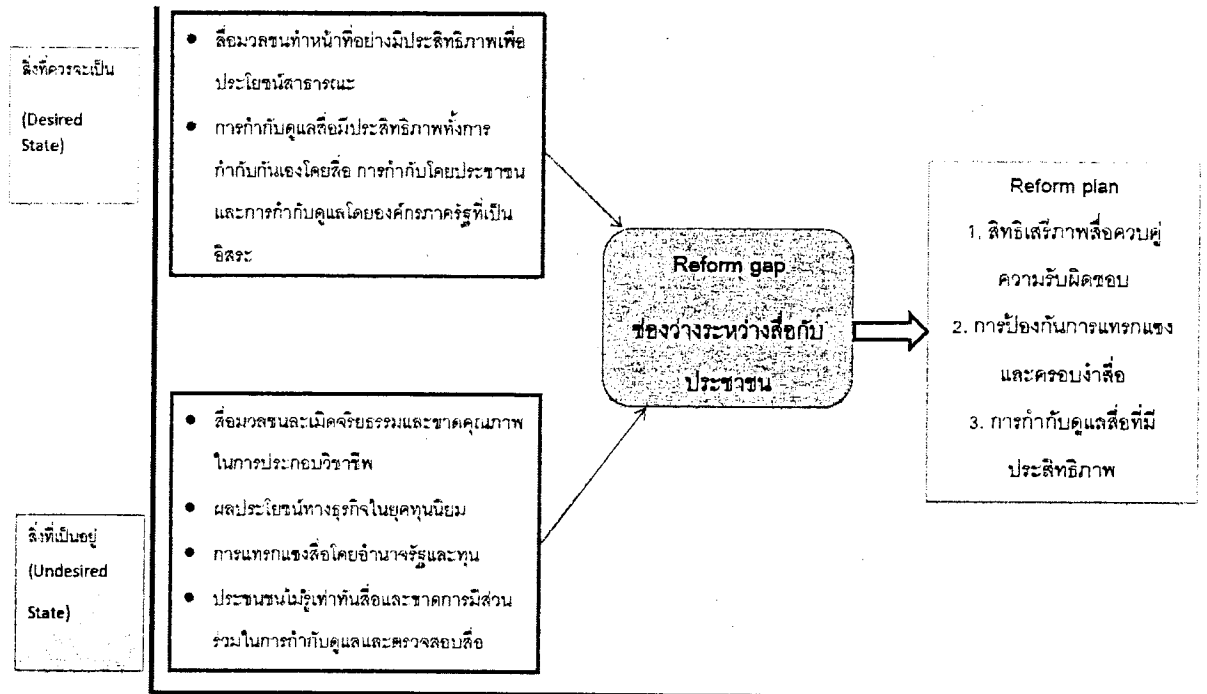 สิ่งที่ควรจะเป็น
(Desired
State)
• สื่อมวลชนทำหน้าที่อย่างมีประสิทธิภาพเพื่อ
ประโยชน์สาธารณะ
• การกำกับดูแลสื่อมีประสิทธิภาพทั้งการ
กำกับกันเองโดยสื่อ การกำกับโดยประชาชน
และการกำกับดูแลโดยองค์กรภาครัฐที่เป็น
อิสระ
สิ่งที่เป็นอยู่
(Undesired
State)
• สื่อมวลชนละเมิดจริยธรรมและขาดคุณภาพ
ในการประกอบวิชาชีพ
• ผลประโยชน์ทางธุรกิจในยุคทุนนิยม
• การแทรกแซงสื่อโดยอำนาจรัฐและทุน
• ประชนชนไม่รู้เท่าทันสื่อและขาดการมีส่วน
ร่วมในการกำกับดูแลและตรวจสอบสื่อ
Reform gap
ช่องว่างระหว่างสื่อกับ
ประชาชน
Reform plan
1. สิทธิเสรีภาพสื่อควบคู่
ความรับผิดชอบ
2. การป้องกันการแทรกแซง
และครอบงำสื่อ
3. การกำกับดูแลสื่อที่มี
ประสิทธิภาพ